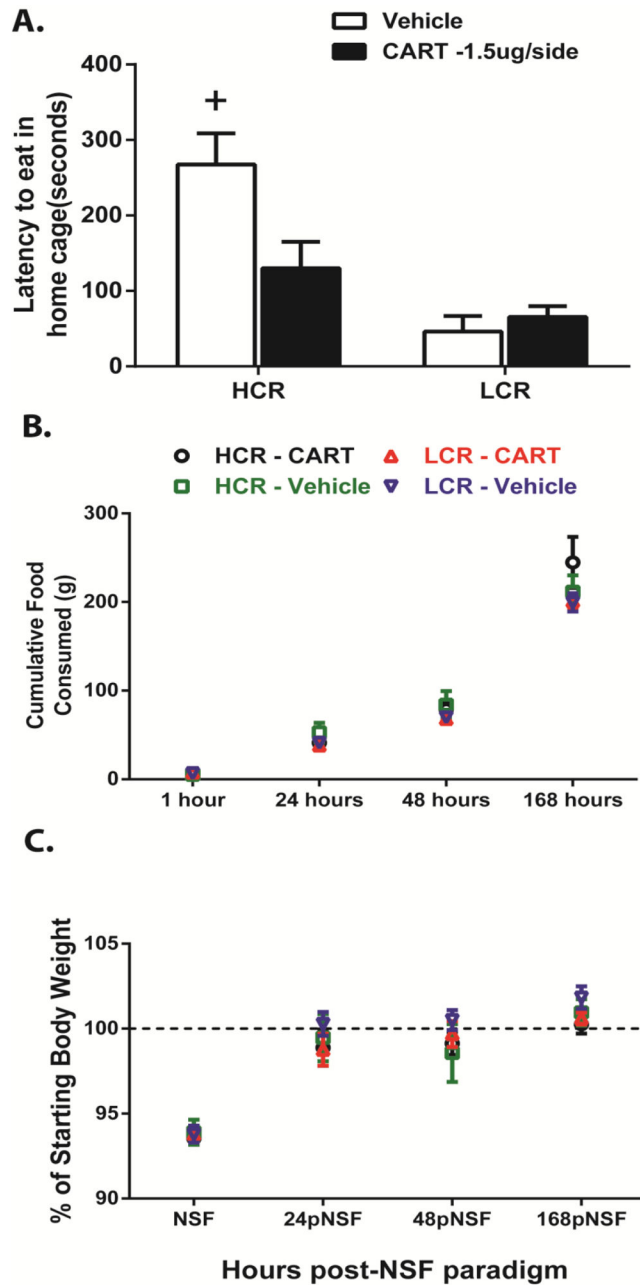 A.
Vehicle
CART -1.5ug/side
Latency to eat in
home cage(seconds)
400
300
200
100
0
+
HCR
LCR
B.
HCR - CART
LCR - CART
HCR - Vehicle
LCR - Vehicle
Cumulative Food
Consumed (g)
300
200
100
0
1 hour
24 hours
48 hours
168 hours
C.
% of Starting Body Weight
105
100
95
90
NSF
24pNSF
48pNSF
168pNSF
Hours post-NSF paradigm